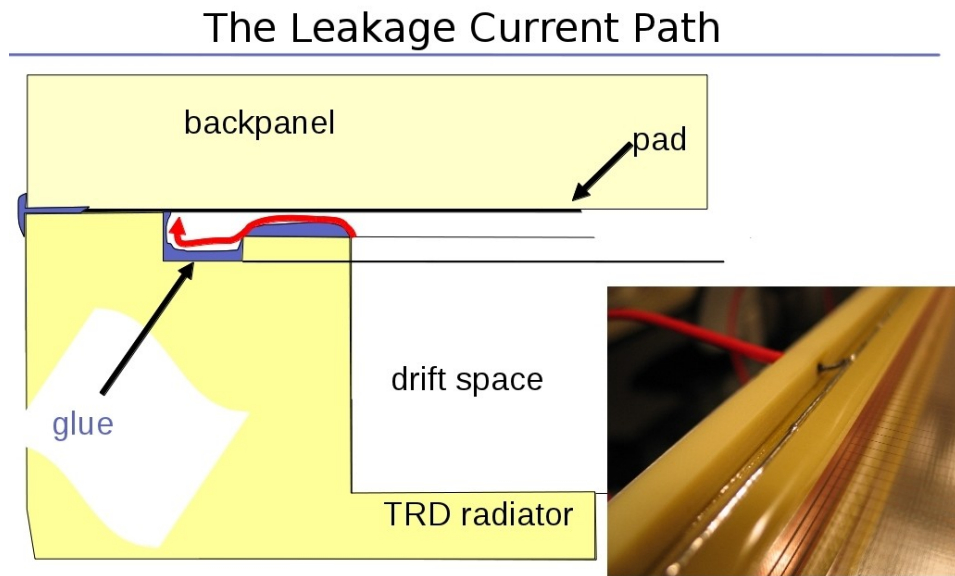 The Leakage Current Path
backpanel
pad
drift space
glue
TRD radiator